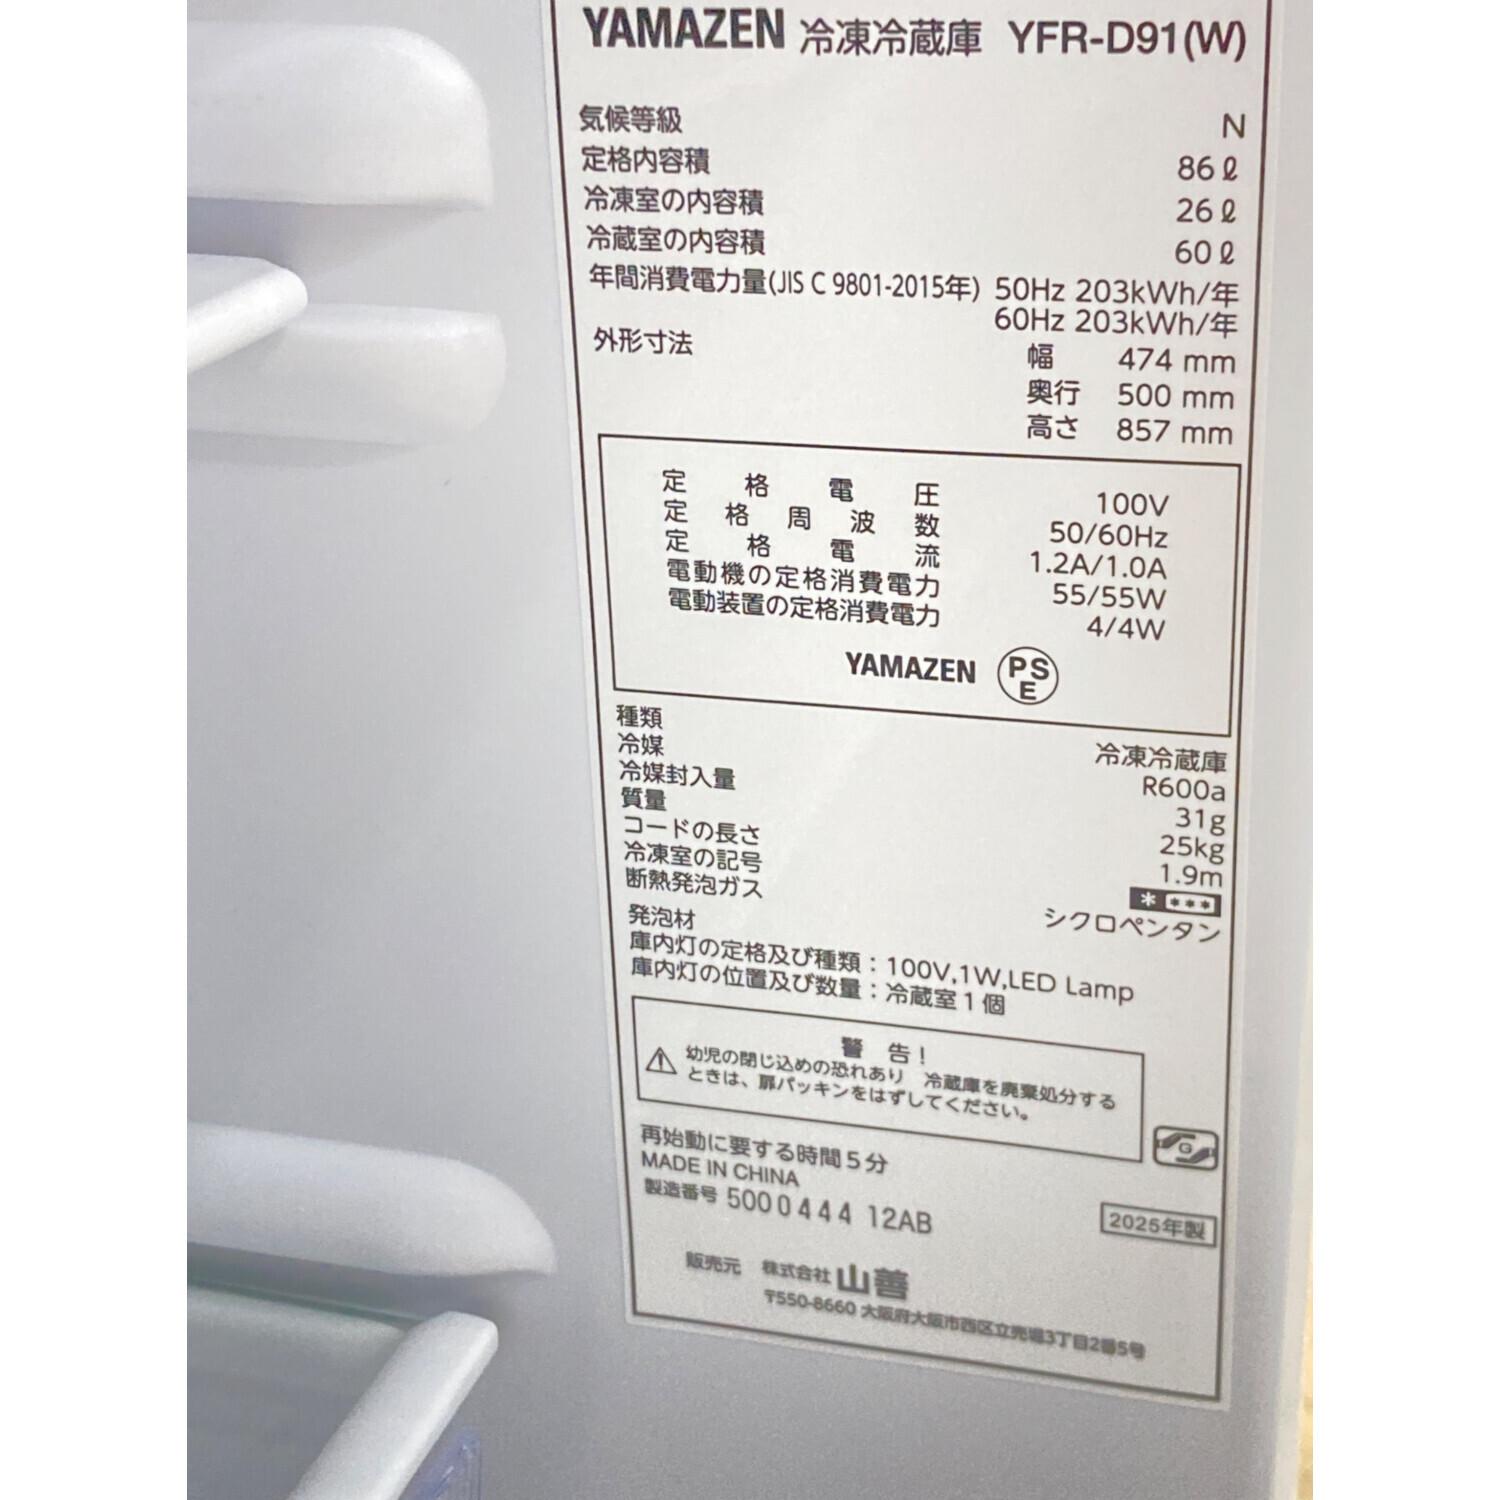 YAMAZEN 冷凍冷蔵庫 YFR-D91(W)
気候等級 N
定格内容積 86ℓ
冷凍室の内容積 26ℓ
冷蔵室の内容積 60ℓ
年間消費電力量(JIS C 9801-2015年) 50Hz 203kWh/年
60Hz 203kWh/年
外形寸法 幅 474 mm
奥行 500 mm
高さ 857 mm
定格電圧 100V
定格周波数 50/60Hz
定格電流 1.2A/1.0A
電動機の定格消費電力 55/55W
電動装置の定格消費電力 4/4W
YAMAZEN PSE
種類 冷凍冷蔵庫
冷媒 R600a
冷媒封入量 31g
質量 25kg
コードの長さ 1.9m
冷凍室の記号 * ***
断熱発泡ガス シクロペンタン
発泡材
庫内灯の定格及び種類：100V,1W,LED Lamp
庫内灯の位置及び数量：冷蔵室1個
警 告！
幼児の閉じ込めの恐れあり 冷蔵庫を廃棄処分する
ときは、扉パッキンをはずしてください。
G
再始動に要する時間5分
MADE IN CHINA
製造番号 5000444 12AB
2025年製
販売元 株式会社 山善
〒550-8660 大阪府大阪市西区立売堀3丁目2番5号